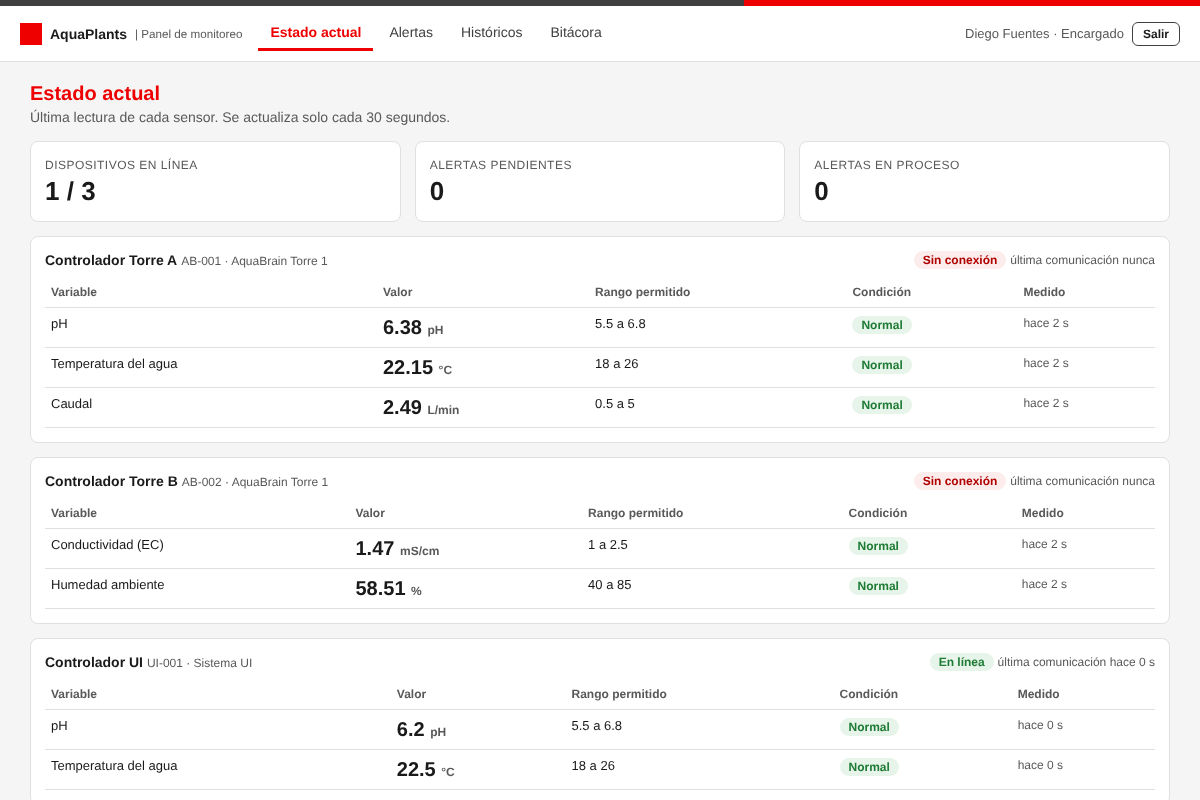 AquaPlants | Panel de monitoreo Estado actual Alertas Históricos Bitácora Diego Fuentes · Encargado Salir
Estado actual
Última lectura de cada sensor. Se actualiza solo cada 30 segundos.
DISPOSITIVOS EN LÍNEA
1 / 3
ALERTAS PENDIENTES
0
ALERTAS EN PROCESO
0
Controlador Torre A AB-001 · AquaBrain Torre 1 Sin conexión última comunicación nunca
Variable Valor Rango permitido Condición Medido
pH 6.38 pH 5.5 a 6.8 Normal hace 2 s
Temperatura del agua 22.15 °C 18 a 26 Normal hace 2 s
Caudal 2.49 L/min 0.5 a 5 Normal hace 2 s
Controlador Torre B AB-002 · AquaBrain Torre 1 Sin conexión última comunicación nunca
Variable Valor Rango permitido Condición Medido
Conductividad (EC) 1.47 mS/cm 1 a 2.5 Normal hace 2 s
Humedad ambiente 58.51 % 40 a 85 Normal hace 2 s
Controlador UI UI-001 · Sistema UI En línea última comunicación hace 0 s
Variable Valor Rango permitido Condición Medido
pH 6.2 pH 5.5 a 6.8 Normal hace 0 s
Temperatura del agua 22.5 °C 18 a 26 Normal hace 0 s